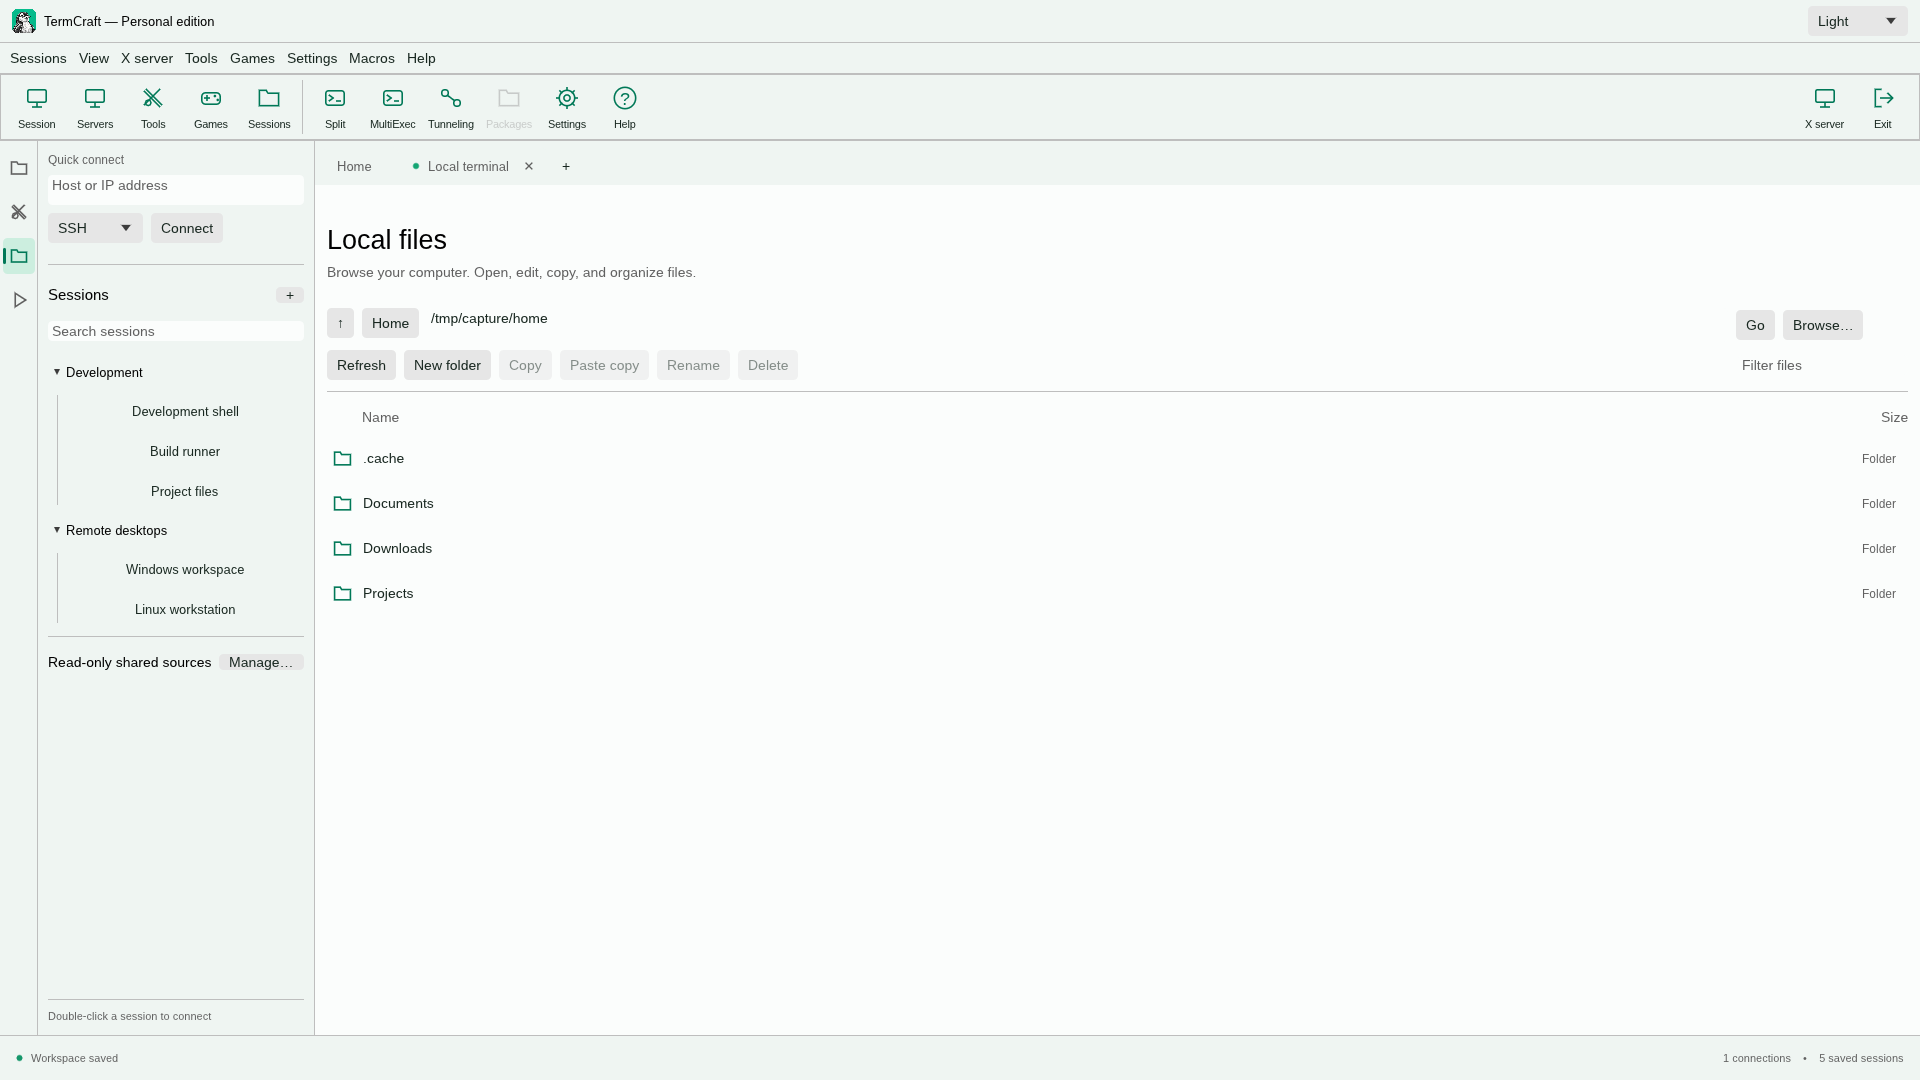 TermCraft — Personal edition
Light
Sessions View X server Tools Games Settings Macros Help
Session Servers Tools Games Sessions Split MultiExec Tunneling Packages Settings Help X server Exit
Quick connect
Host or IP address
SSH Connect
Sessions +
Search sessions
Development
Development shell
Build runner
Project files
Remote desktops
Windows workspace
Linux workstation
Read-only shared sources Manage…
Double-click a session to connect
Home Local terminal ✕ +
Local files
Browse your computer. Open, edit, copy, and organize files.
↑ Home /tmp/capture/home Go Browse…
Refresh New folder Copy Paste copy Rename Delete Filter files
Name Size
.cache Folder
Documents Folder
Downloads Folder
Projects Folder
Workspace saved 1 connections • 5 saved sessions